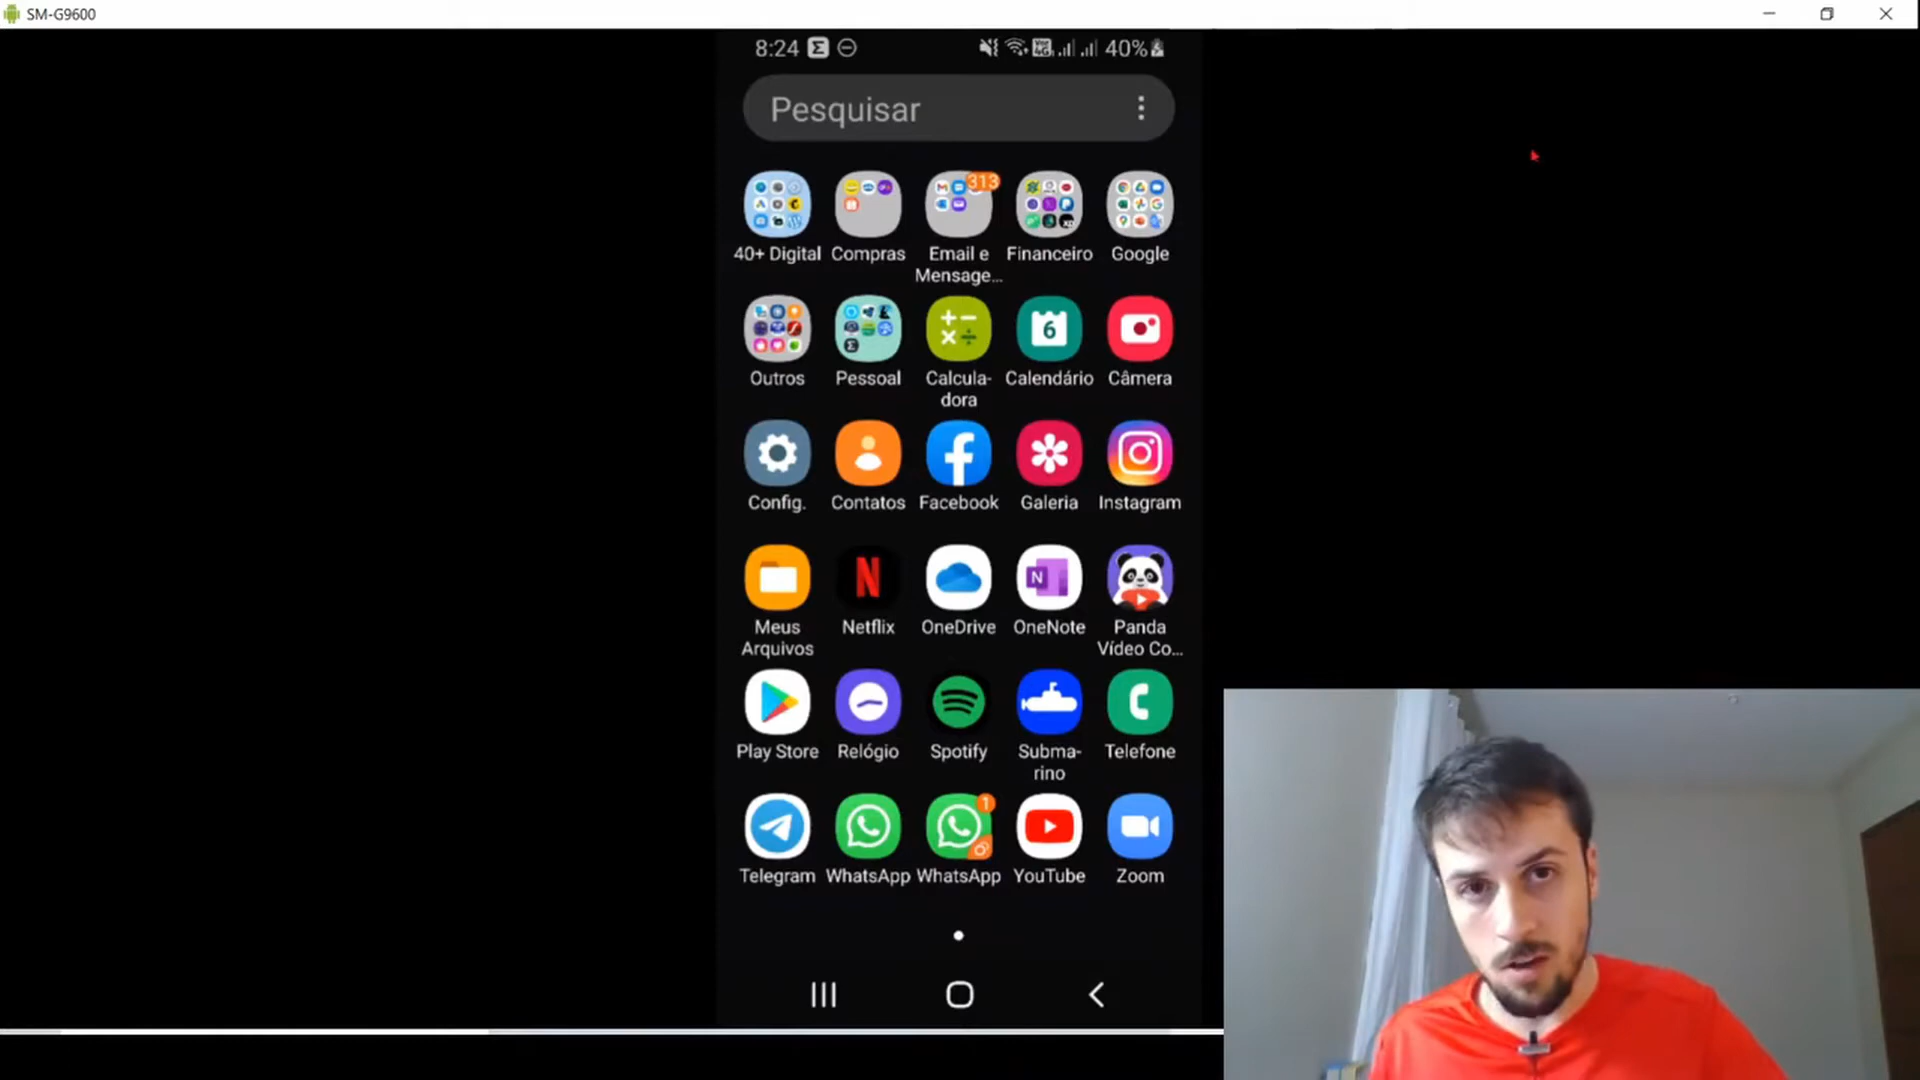 SM-G9600
8:24
40%
Pesquisar
313
40+ Digital
Compras
Email e
Mensage...
Financeiro
Google
6
Outros
Pessoal
Calcula-
dora
Calendário
Câmera
Config.
Contatos
Facebook
Galeria
Instagram
N
N
Meus
Arquivos
Netflix
OneDrive
OneNote
Panda
Vídeo Co...
Play Store
Relógio
Spotify
Subma-
rino
Telefone
1
Telegram
WhatsApp
WhatsApp
YouTube
Zoom